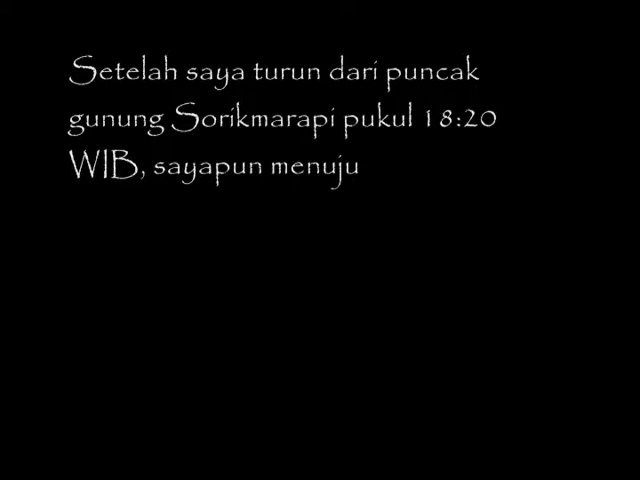 Setelah saya turun dari puncak
gunung Sorikmarapi pukul 18:20
WIB, sayapun menuju